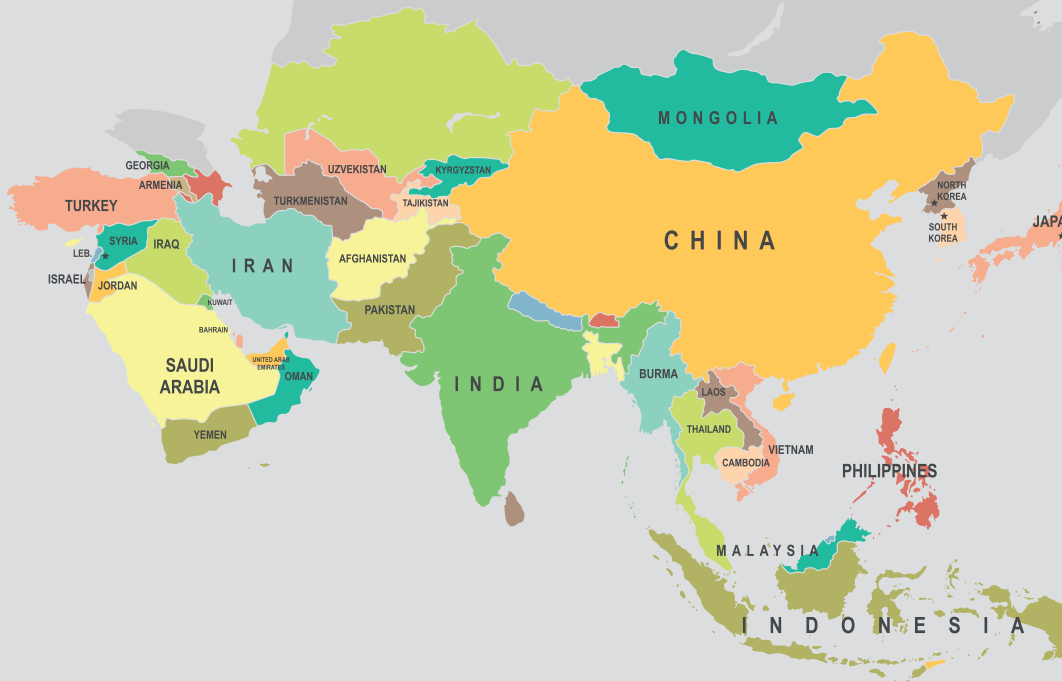 MONGOLIA
GEORGIA
UZVEKISTAN
KYRGYZSTAN
ARMENIA
TURKMENISTAN
TAJIKISTAN
NORTH
KOREA
TURKEY
JAPA
SOUTH
KOREA
SYRIA
IRAQ
CHINA
LEB.
IRAN
AFGHANISTAN
ISRAEL
JORDAN
KUWAIT
PAKISTAN
BAHRAIN
SAUDI
ARABIA
UNITED ARAB
EMIRATES
OMAN
INDIA
BURMA
LAOS
YEMEN
THAILAND
VIETNAM
CAMBODIA
PHILIPPINES
MALAYSIA
INDONESIA